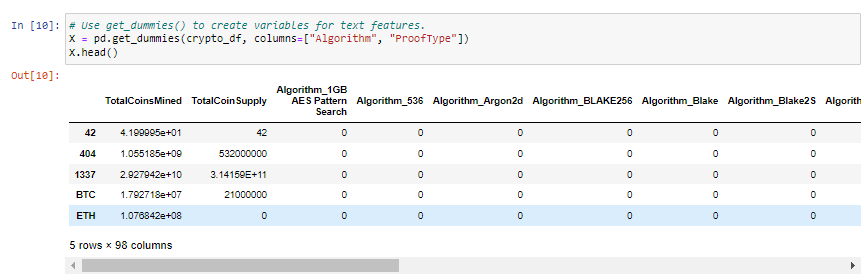 In [10]: # Use get_dummies() to create variables for text features.
X = pd.get_dummies(crypto_df, columns=["Algorithm", "ProofType"])
X.head()
Out[10]:
TotalCoinsMined TotalCoinSupply Algorithm_1GB AES Pattern Search Algorithm_536 Algorithm_Argon2d Algorithm_BLAKE256 Algorithm_Blake Algorithm_Blake2S Algorith
42 4.199995e+01 42 0 0 0 0 0 0
404 1.055185e+09 532000000 0 0 0 0 0 0
1337 2.927942e+10 3.14159E+11 0 0 0 0 0 0
BTC 1.792718e+07 21000000 0 0 0 0 0 0
ETH 1.076842e+08 0 0 0 0 0 0 0
5 rows × 98 columns